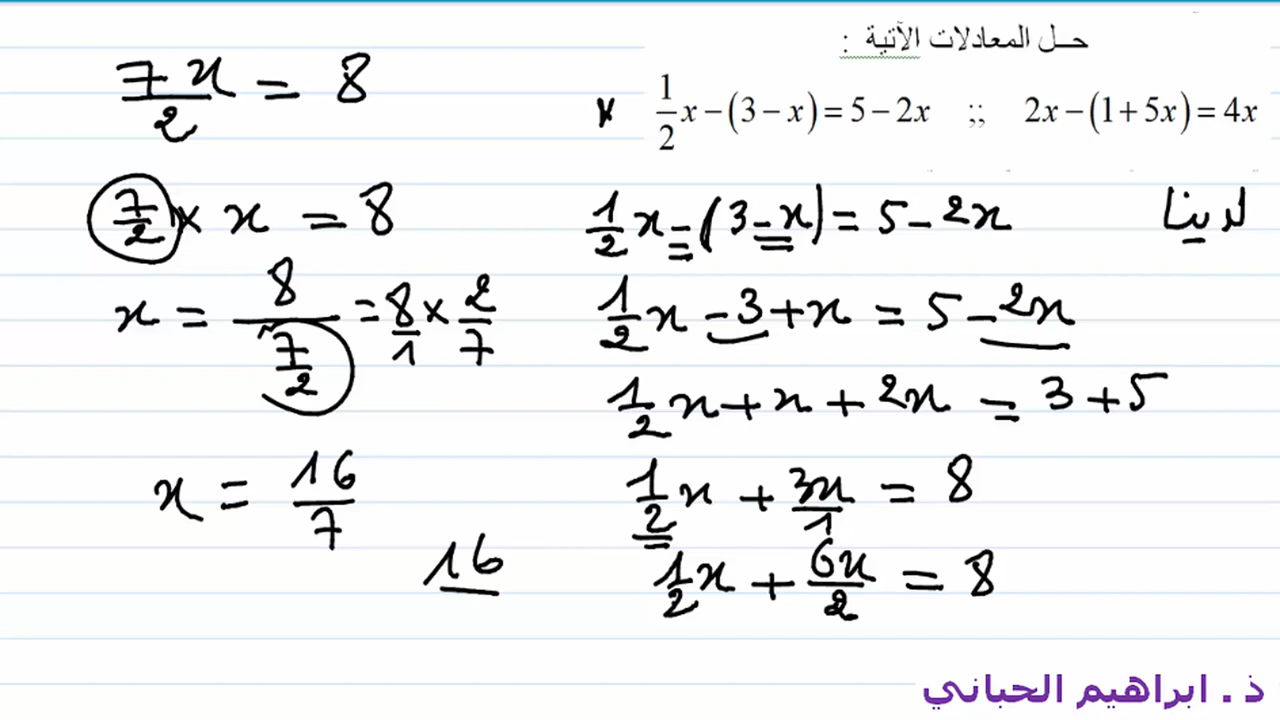 حـل المعادلات الآتية :
× 1/2 x − (3 − x) = 5 − 2x ;; 2x − (1 + 5x) = 4x
لدينا
1/2 x − (3 − x) = 5 − 2x
1/2 x − 3 + x = 5 − 2x
1/2 x + x + 2x = 3 + 5
1/2 x + 3x/1 = 8
1/2 x + 6x/2 = 8
7x/2 = 8
7/2 × x = 8
x = 8/(7/2) = 8/1 × 2/7
x = 16/7
16
ذ . ابراهيم الحباني